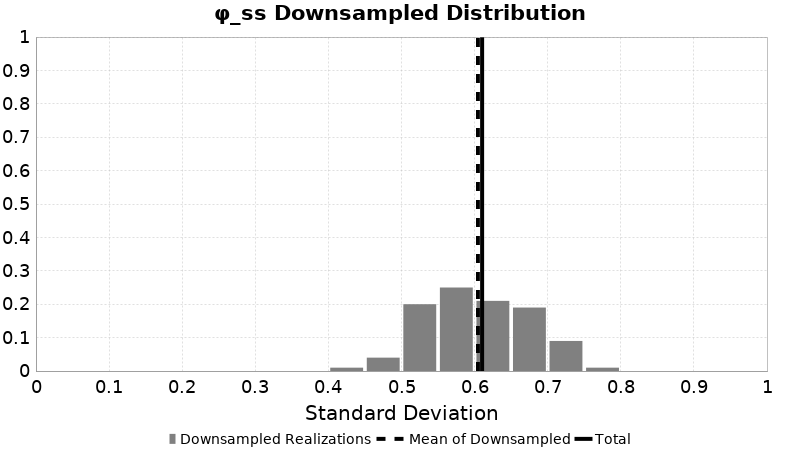 φ_ss Downsampled Distribution
1
0.9
0.8
0.7
0.6
0.5
0.4
0.3
0.2
0.1
0
0 0.1 0.2 0.3 0.4 0.5 0.6 0.7 0.8 0.9 1
Standard Deviation
Downsampled Realizations Mean of Downsampled Total